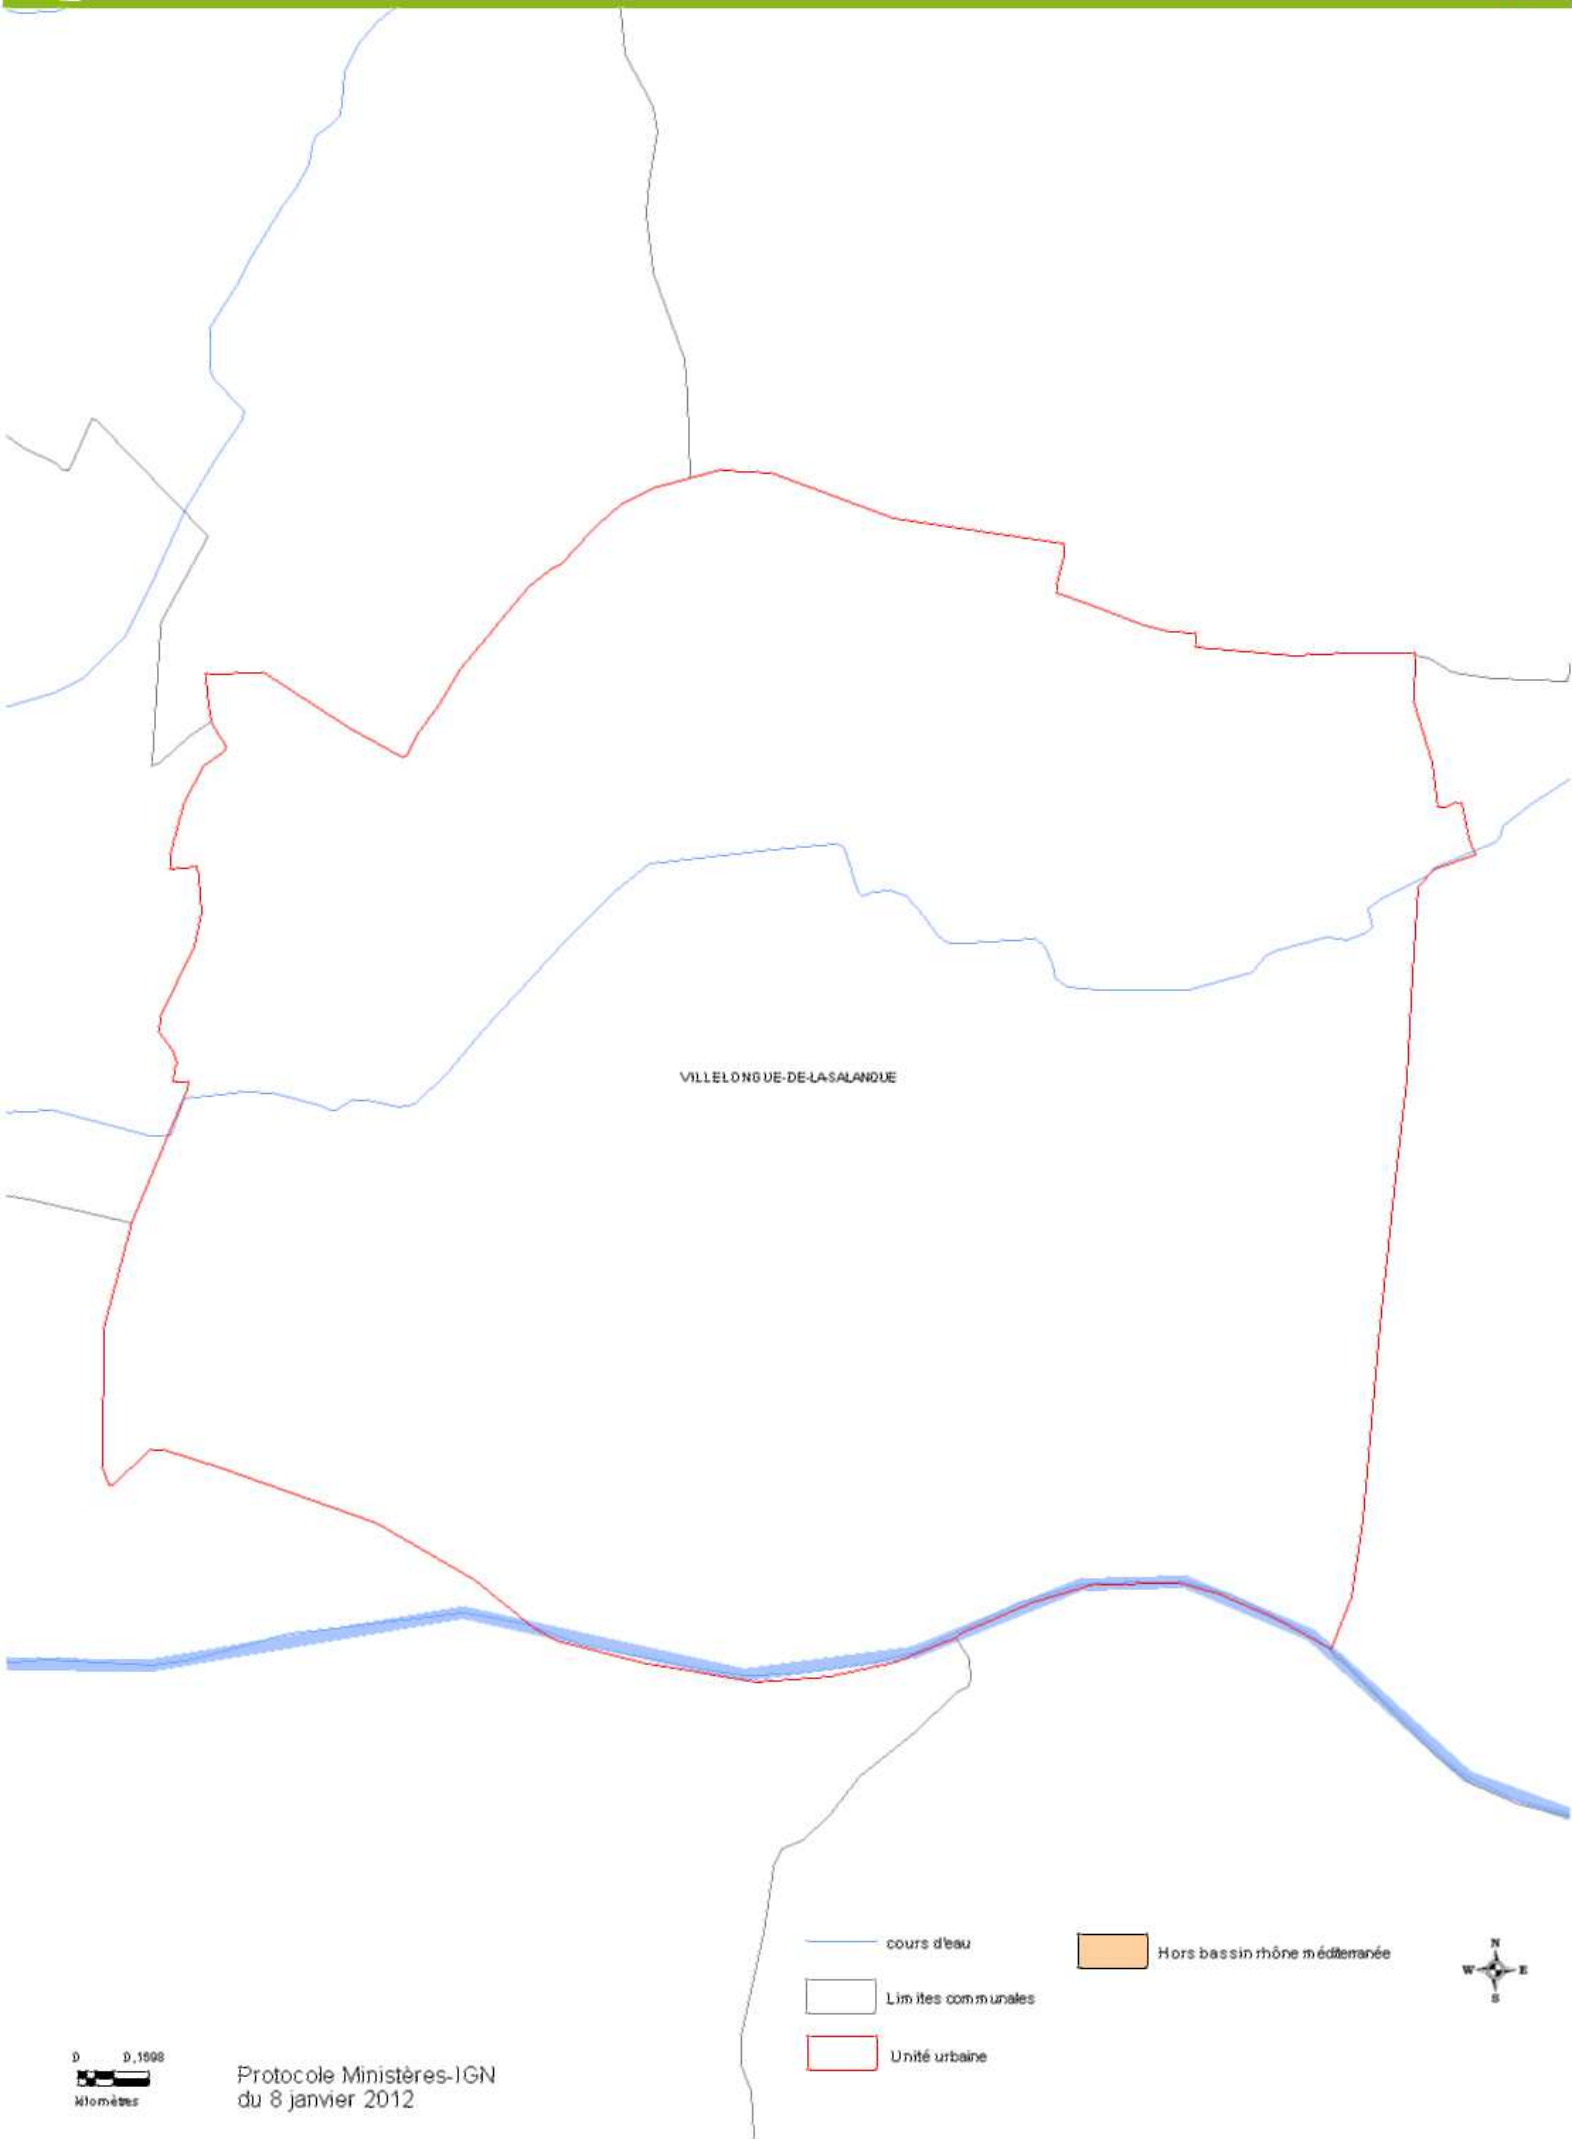 VILLELONGUE-DE-LA-SALANQUE
cours d'eau
Limites communales
Unité urbaine
Hors bassin rhône méditerranée
N
W E
S
0 0,1698
kilomètres
Protocole Ministères-IGN
du 8 janvier 2012